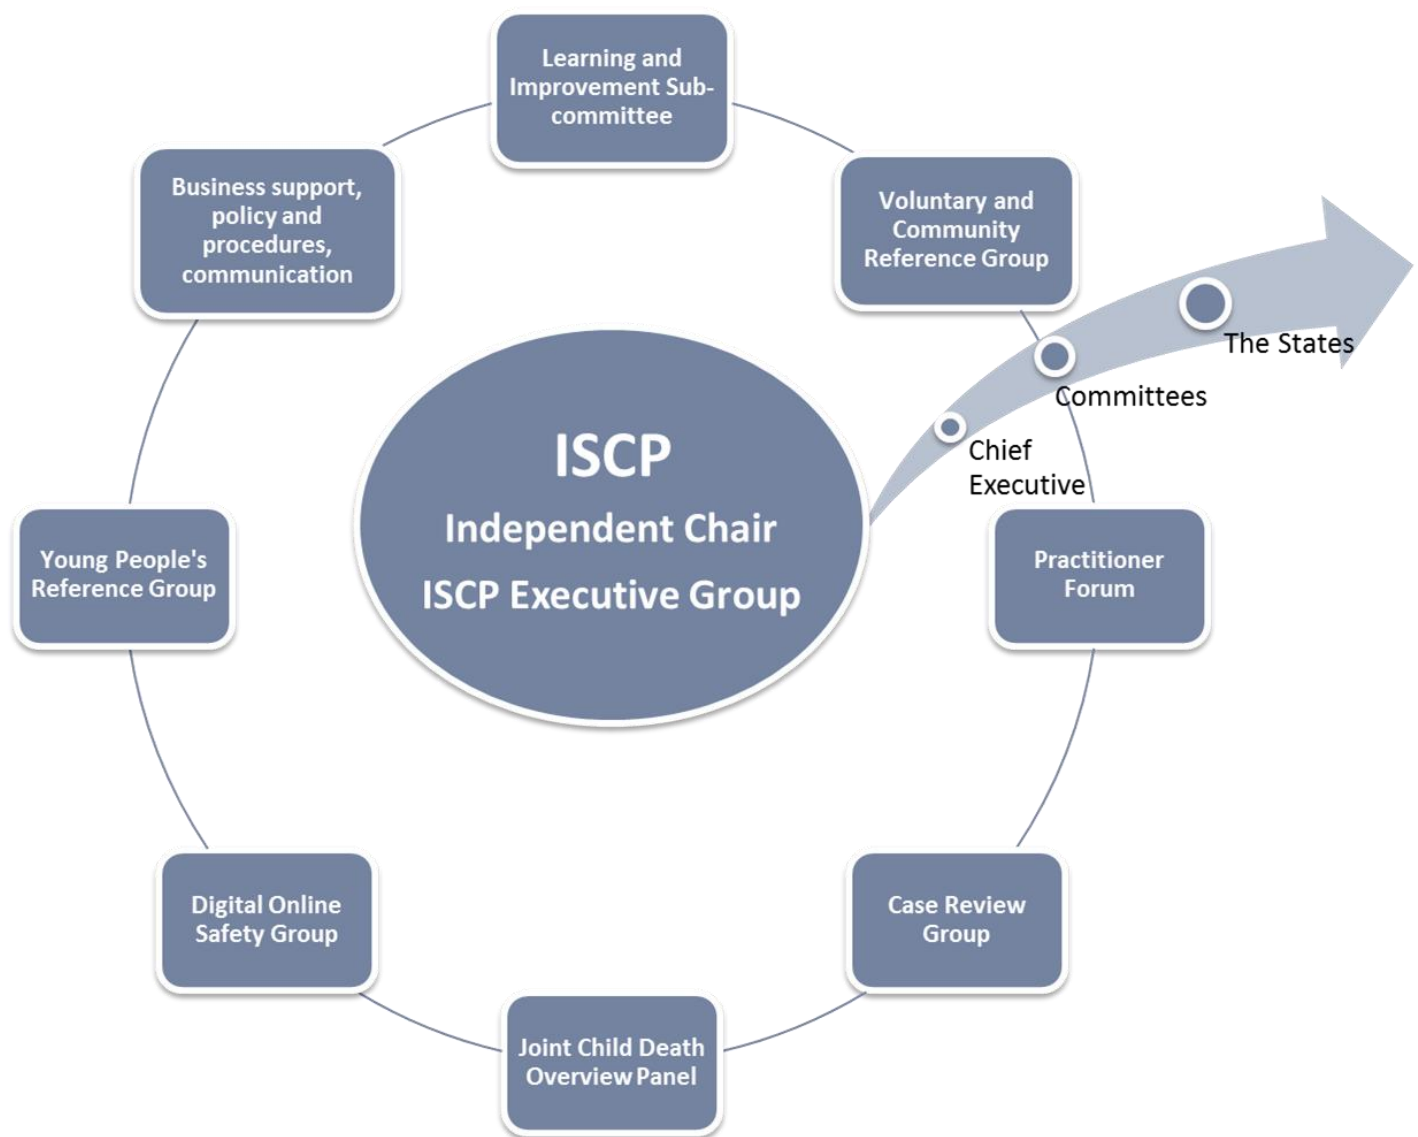 Learning and
Improvement Sub-
committee
Business support,
policy and
procedures,
communication
Voluntary and
Community
Reference Group
The States
Committees
Chief
Executive
ISCP
Independent Chair
ISCP Executive Group
Young People's
Reference Group
Practitioner
Forum
Digital Online
Safety Group
Case Review
Group
Joint Child Death
Overview Panel